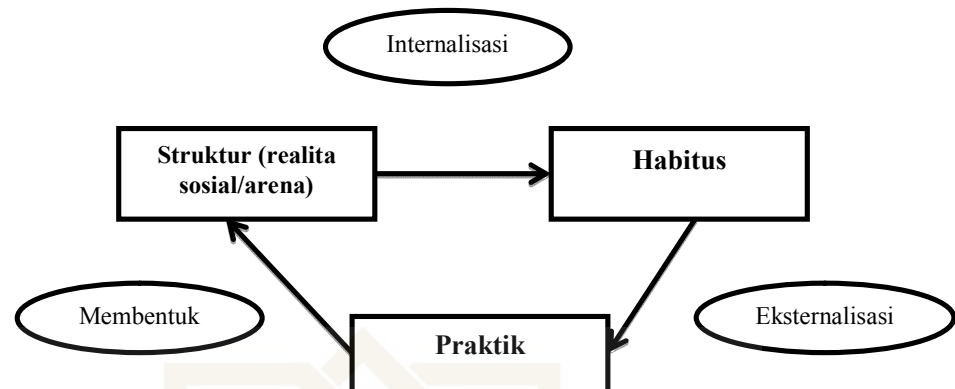 Internalisasi
Struktur (realita
sosial/arena)
Habitus
Membentuk
Praktik
Eksternalisasi